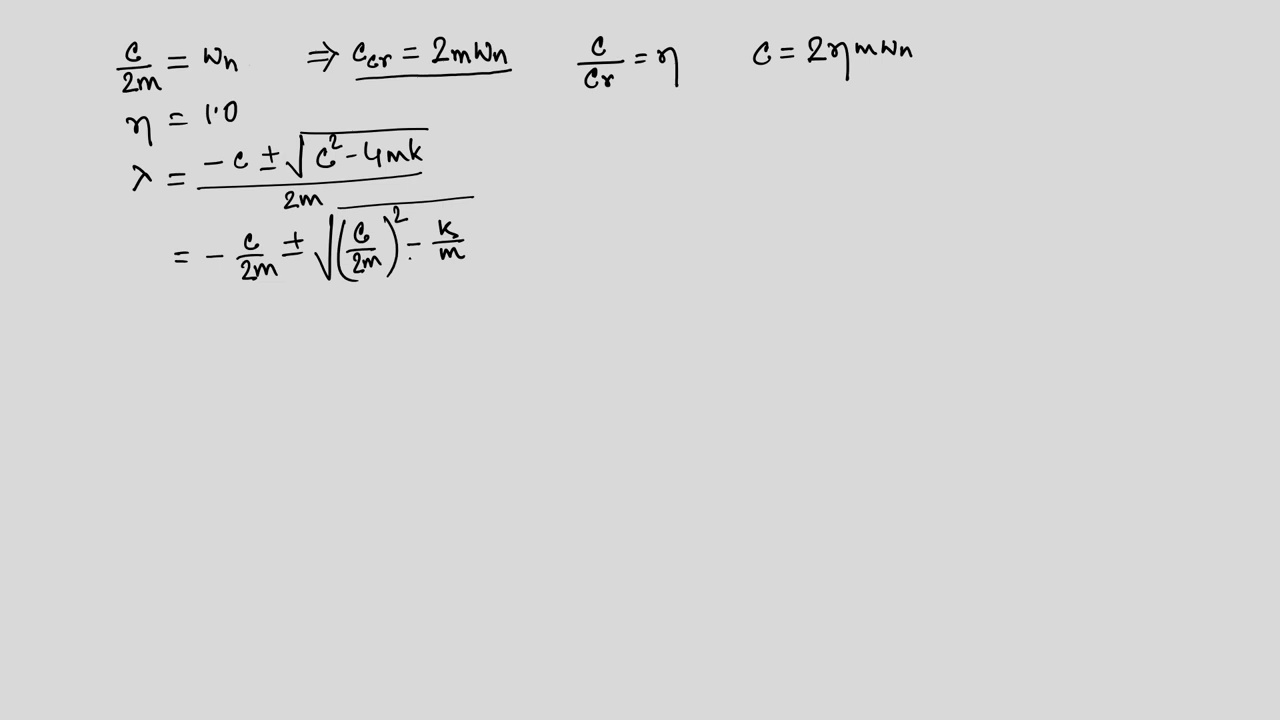 c/2m = ωn ⇒ Ccr = 2mωn c/Cr = η C = 2ηmωn
η = 1.0
λ = (-c ± √(c² - 4mk))/2m
= - c/2m ± √((c/2m)² - k/m)